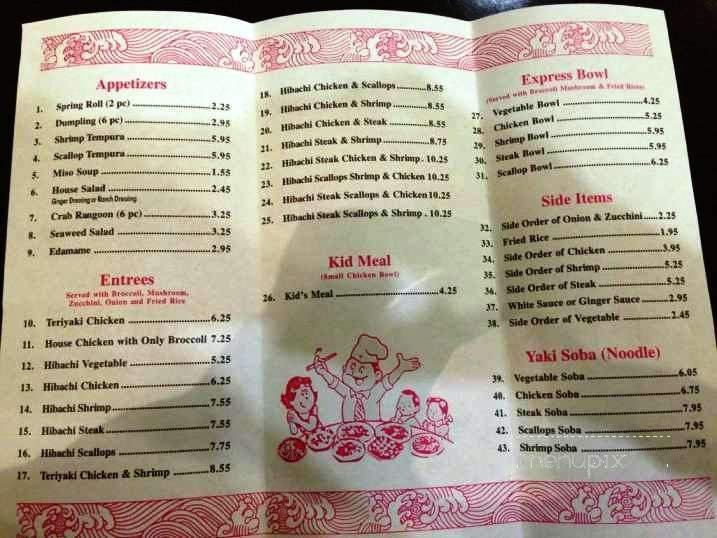 Appetizers
1. Spring Roll (2 pc) 2.25
2. Dumpling (6 pc) 2.95
3. Shrimp Tempura 5.95
4. Scallop Tempura 5.95
5. Miso Soup 1.55
6. House Salad 2.45
Ginger Dressing or Ranch Dressing
7. Crab Rangoon (6 pc) 3.25
8. Seaweed Salad 3.25
9. Edamame 2.95
Entrees
Served with Broccoli, Mushroom,
Zucchini, Onion and Fried Rice
10. Teriyaki Chicken 6.25
11. House Chicken with Only Broccoli 7.25
12. Hibachi Vegetable 5.25
13. Hibachi Chicken 6.25
14. Hibachi Shrimp 7.55
15. Hibachi Steak 7.55
16. Hibachi Scallops 7.75
17. Teriyaki Chicken & Shrimp 8.55
18. Hibachi Chicken & Scallops 8.55
19. Hibachi Chicken & Shrimp 8.55
20. Hibachi Chicken & Steak 8.55
21. Hibachi Steak & Shrimp 8.75
22. Hibachi Steak Chicken & Shrimp . 10.25
23. Hibachi Scallops Shrimp & Chicken 10.25
24. Hibachi Steak Scallops & Chicken 10.25
25. Hibachi Steak Scallops & Shrimp . 10.25
Kid Meal
(Small Chicken Bowl)
26. Kid's Meal 4.25
Express Bowl
(Served with Broccoli Mushroom & Fried Rice)
27. Vegetable Bowl 4.25
28. Chicken Bowl 5.25
29. Shrimp Bowl 5.95
30. Steak Bowl 5.95
31. Scallop Bowl 6.25
Side Items
32. Side Order of Onion & Zucchini 2.25
33. Fried Rice 1.95
34. Side Order of Chicken 3.95
35. Side Order of Shrimp 5.25
36. Side Order of Steak 5.25
37. White Sauce or Ginger Sauce 2.95
38. Side Order of Vegetable 2.45
Yaki Soba (Noodle)
39. Vegetable Soba 6.05
40. Chicken Soba 6.75
41. Steak Soba 7.95
42. Scallops Soba 7.95
43. Shrimp Soba 7.95
menupix